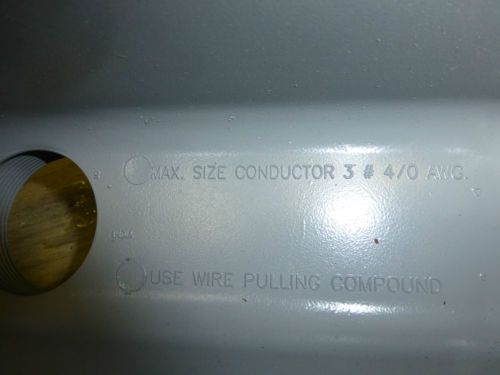 MAX. SIZE CONDUCTOR 3 # 4/0 AWG.
USE WIRE PULLING COMPOUND